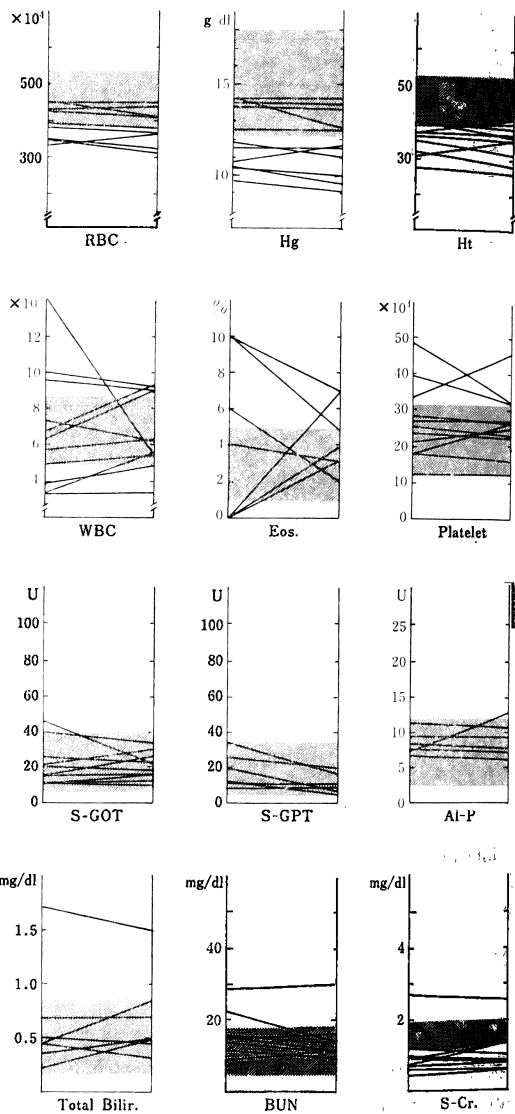 ×10⁴
500
300
RBC
g dl
15
10
Hg
50
30
Ht
×10
12
10
8
6
4
WBC
%
10
8
6
4
2
0
Eos.
×10⁴
50
40
30
20
10
0
Platelet
U
100
80
60
40
20
0
S-GOT
U
100
80
60
40
20
0
S-GPT
U
25
20
15
10
5
0
Al-P
mg/dl
1.5
1.0
0.5
Total Bilir.
mg/dl
40
20
BUN
mg/dl
4
2
S-Cr.